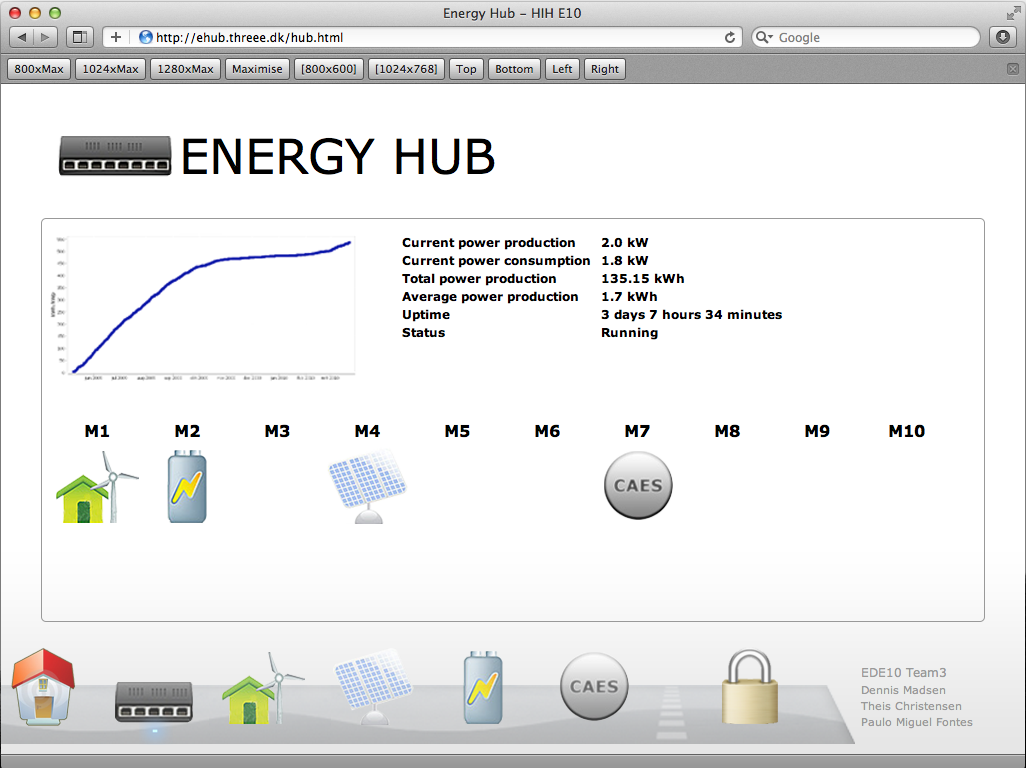 Energy Hub – HIH E10
http://ehub.threee.dk/hub.html
Google
800xMax 1024xMax 1280xMax Maximise [800x600] [1024x768] Top Bottom Left Right
ENERGY HUB
Current power production 2.0 kW
Current power consumption 1.8 kW
Total power production 135.15 kWh
Average power production 1.7 kWh
Uptime 3 days 7 hours 34 minutes
Status Running
M1 M2 M3 M4 M5 M6 M7 M8 M9 M10
CAES
CAES
EDE10 Team3
Dennis Madsen
Theis Christensen
Paulo Miguel Fontes